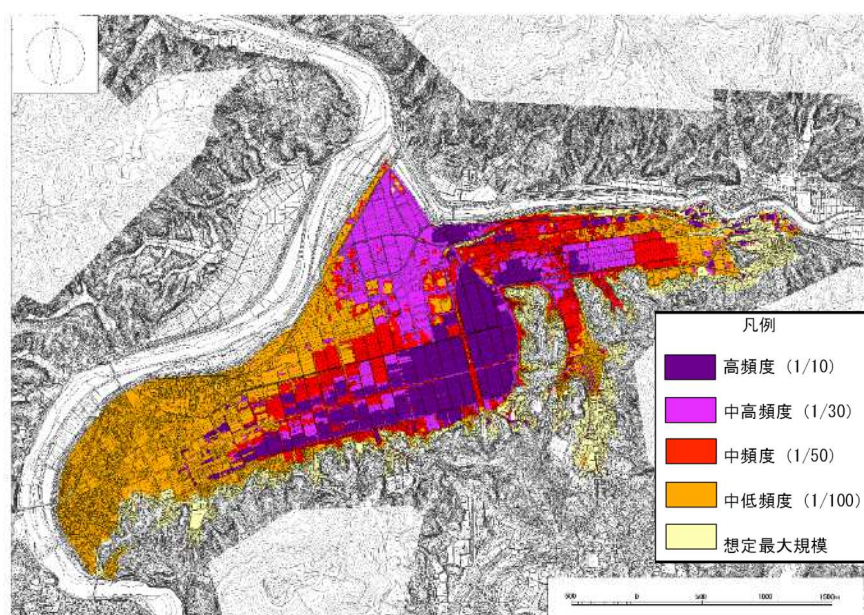 凡例
高頻度 (1/10)
中高頻度 (1/30)
中頻度 (1/50)
中低頻度 (1/100)
想定最大規模
500 0 500 1000 1500m